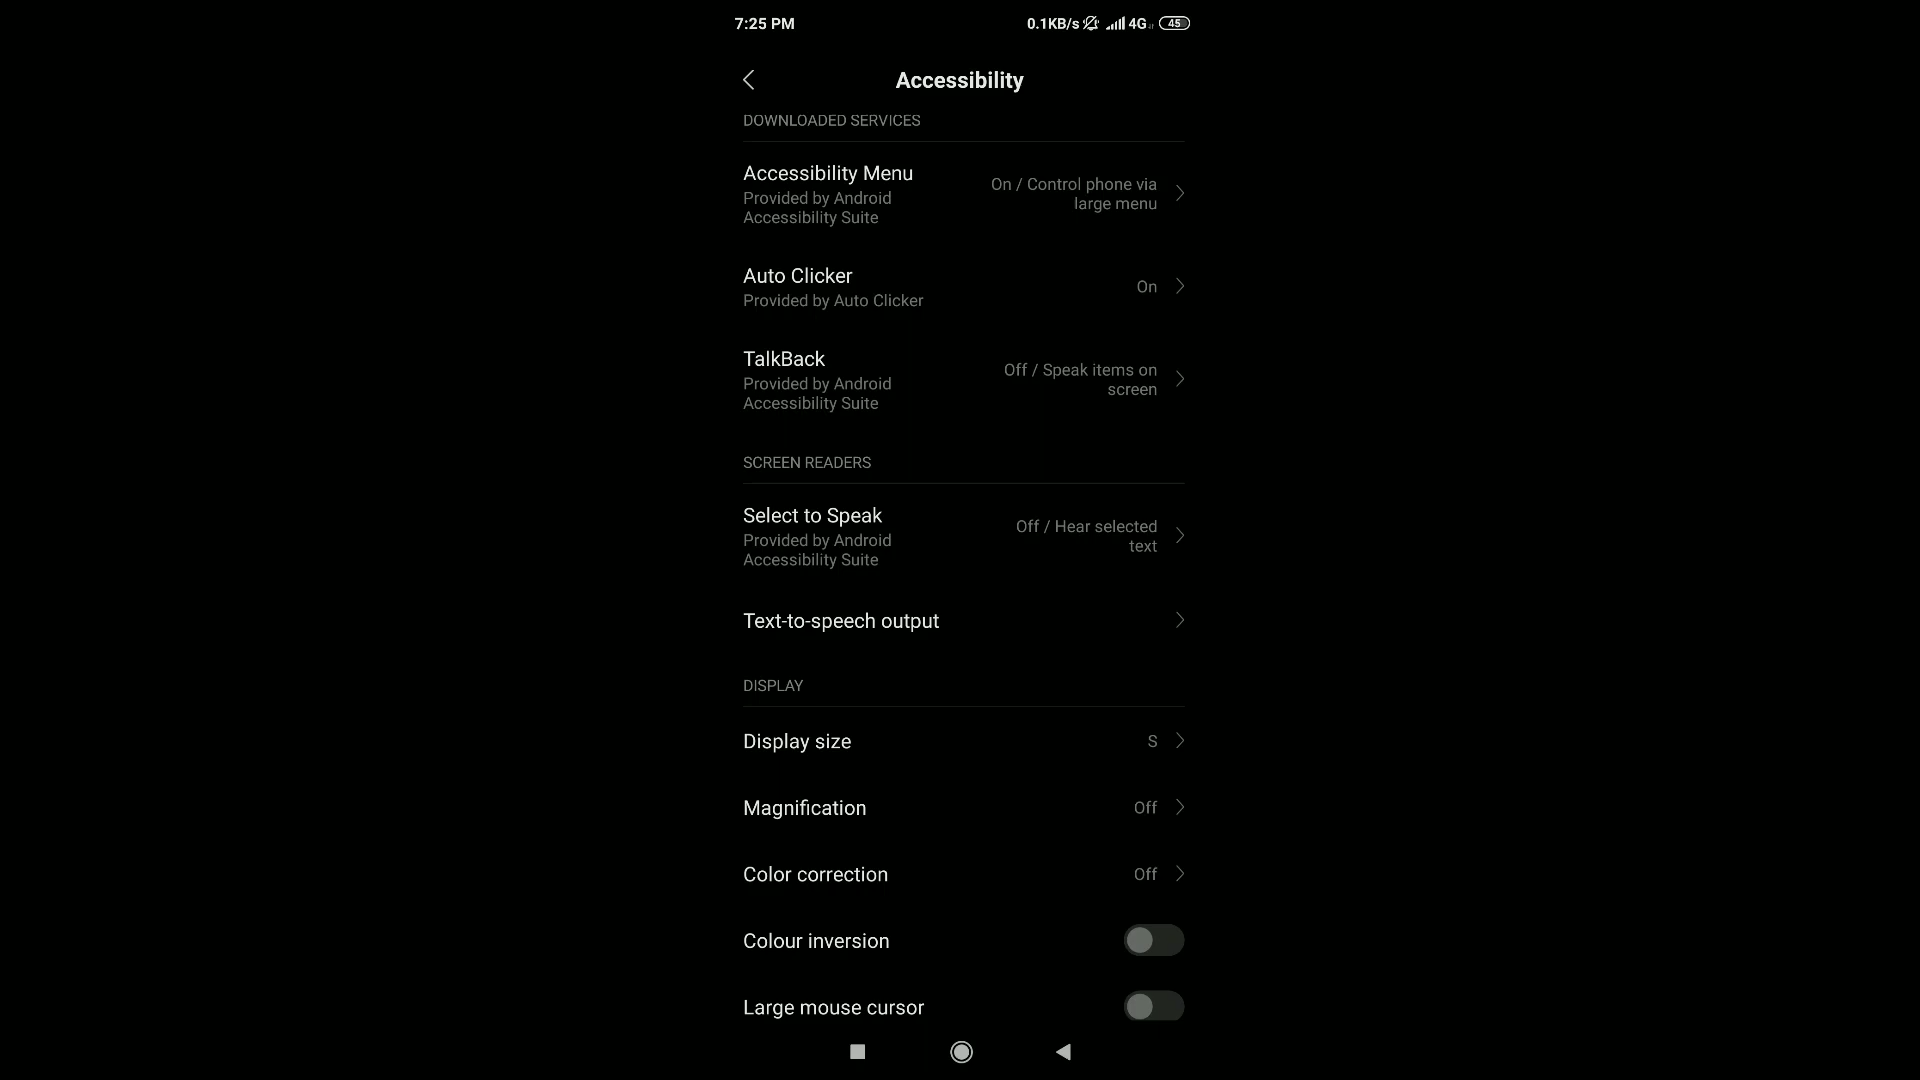 7:25 PM
0.1KB/s 4G 45
Accessibility
DOWNLOADED SERVICES
Accessibility Menu
Provided by Android
Accessibility Suite
On / Control phone via
large menu
Auto Clicker
Provided by Auto Clicker
On
TalkBack
Provided by Android
Accessibility Suite
Off / Speak items on
screen
SCREEN READERS
Select to Speak
Provided by Android
Accessibility Suite
Off / Hear selected
text
Text-to-speech output
DISPLAY
Display size
S
Magnification
Off
Color correction
Off
Colour inversion
Large mouse cursor